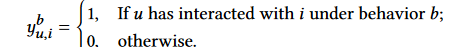 y^b_{u,i} = { 1, If u has interacted with i under behavior b;
0. otherwise.